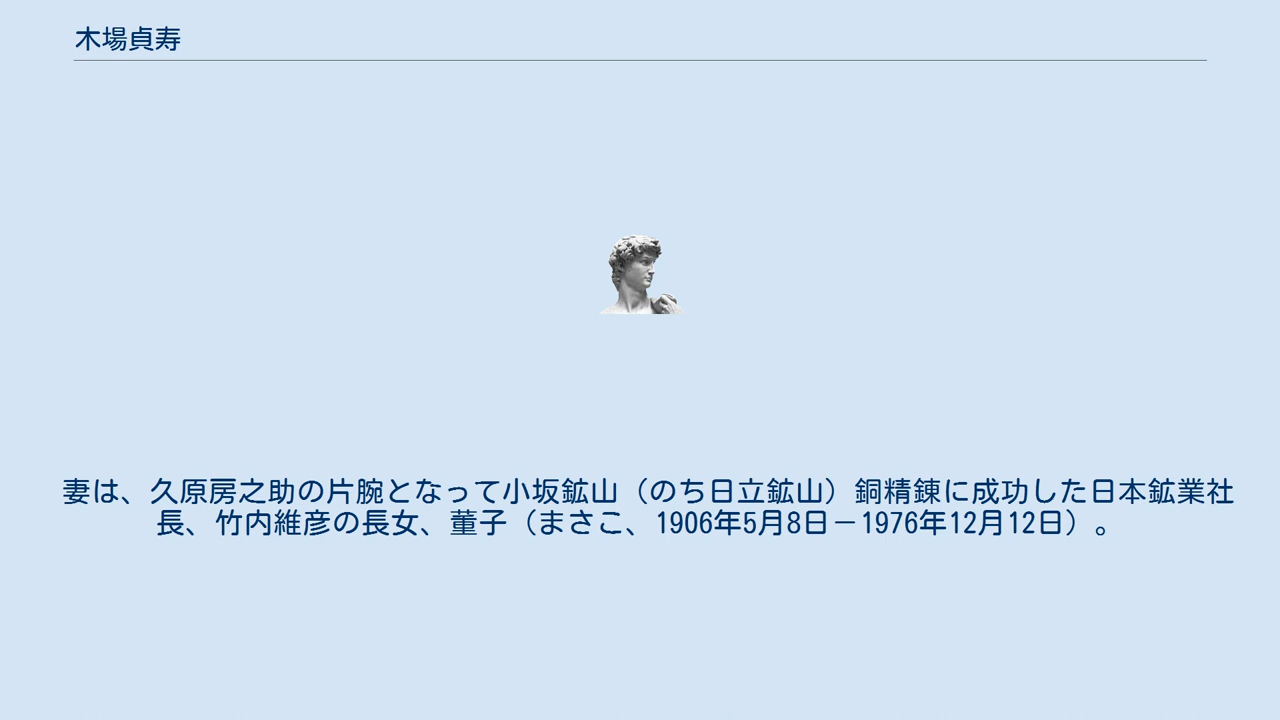 木場貞寿
妻は、久原房之助の片腕となって小坂鉱山（のち日立鉱山）銅精錬に成功した日本鉱業社
長、竹内維彦の長女、董子（まさこ、1906年5月8日－1976年12月12日）。